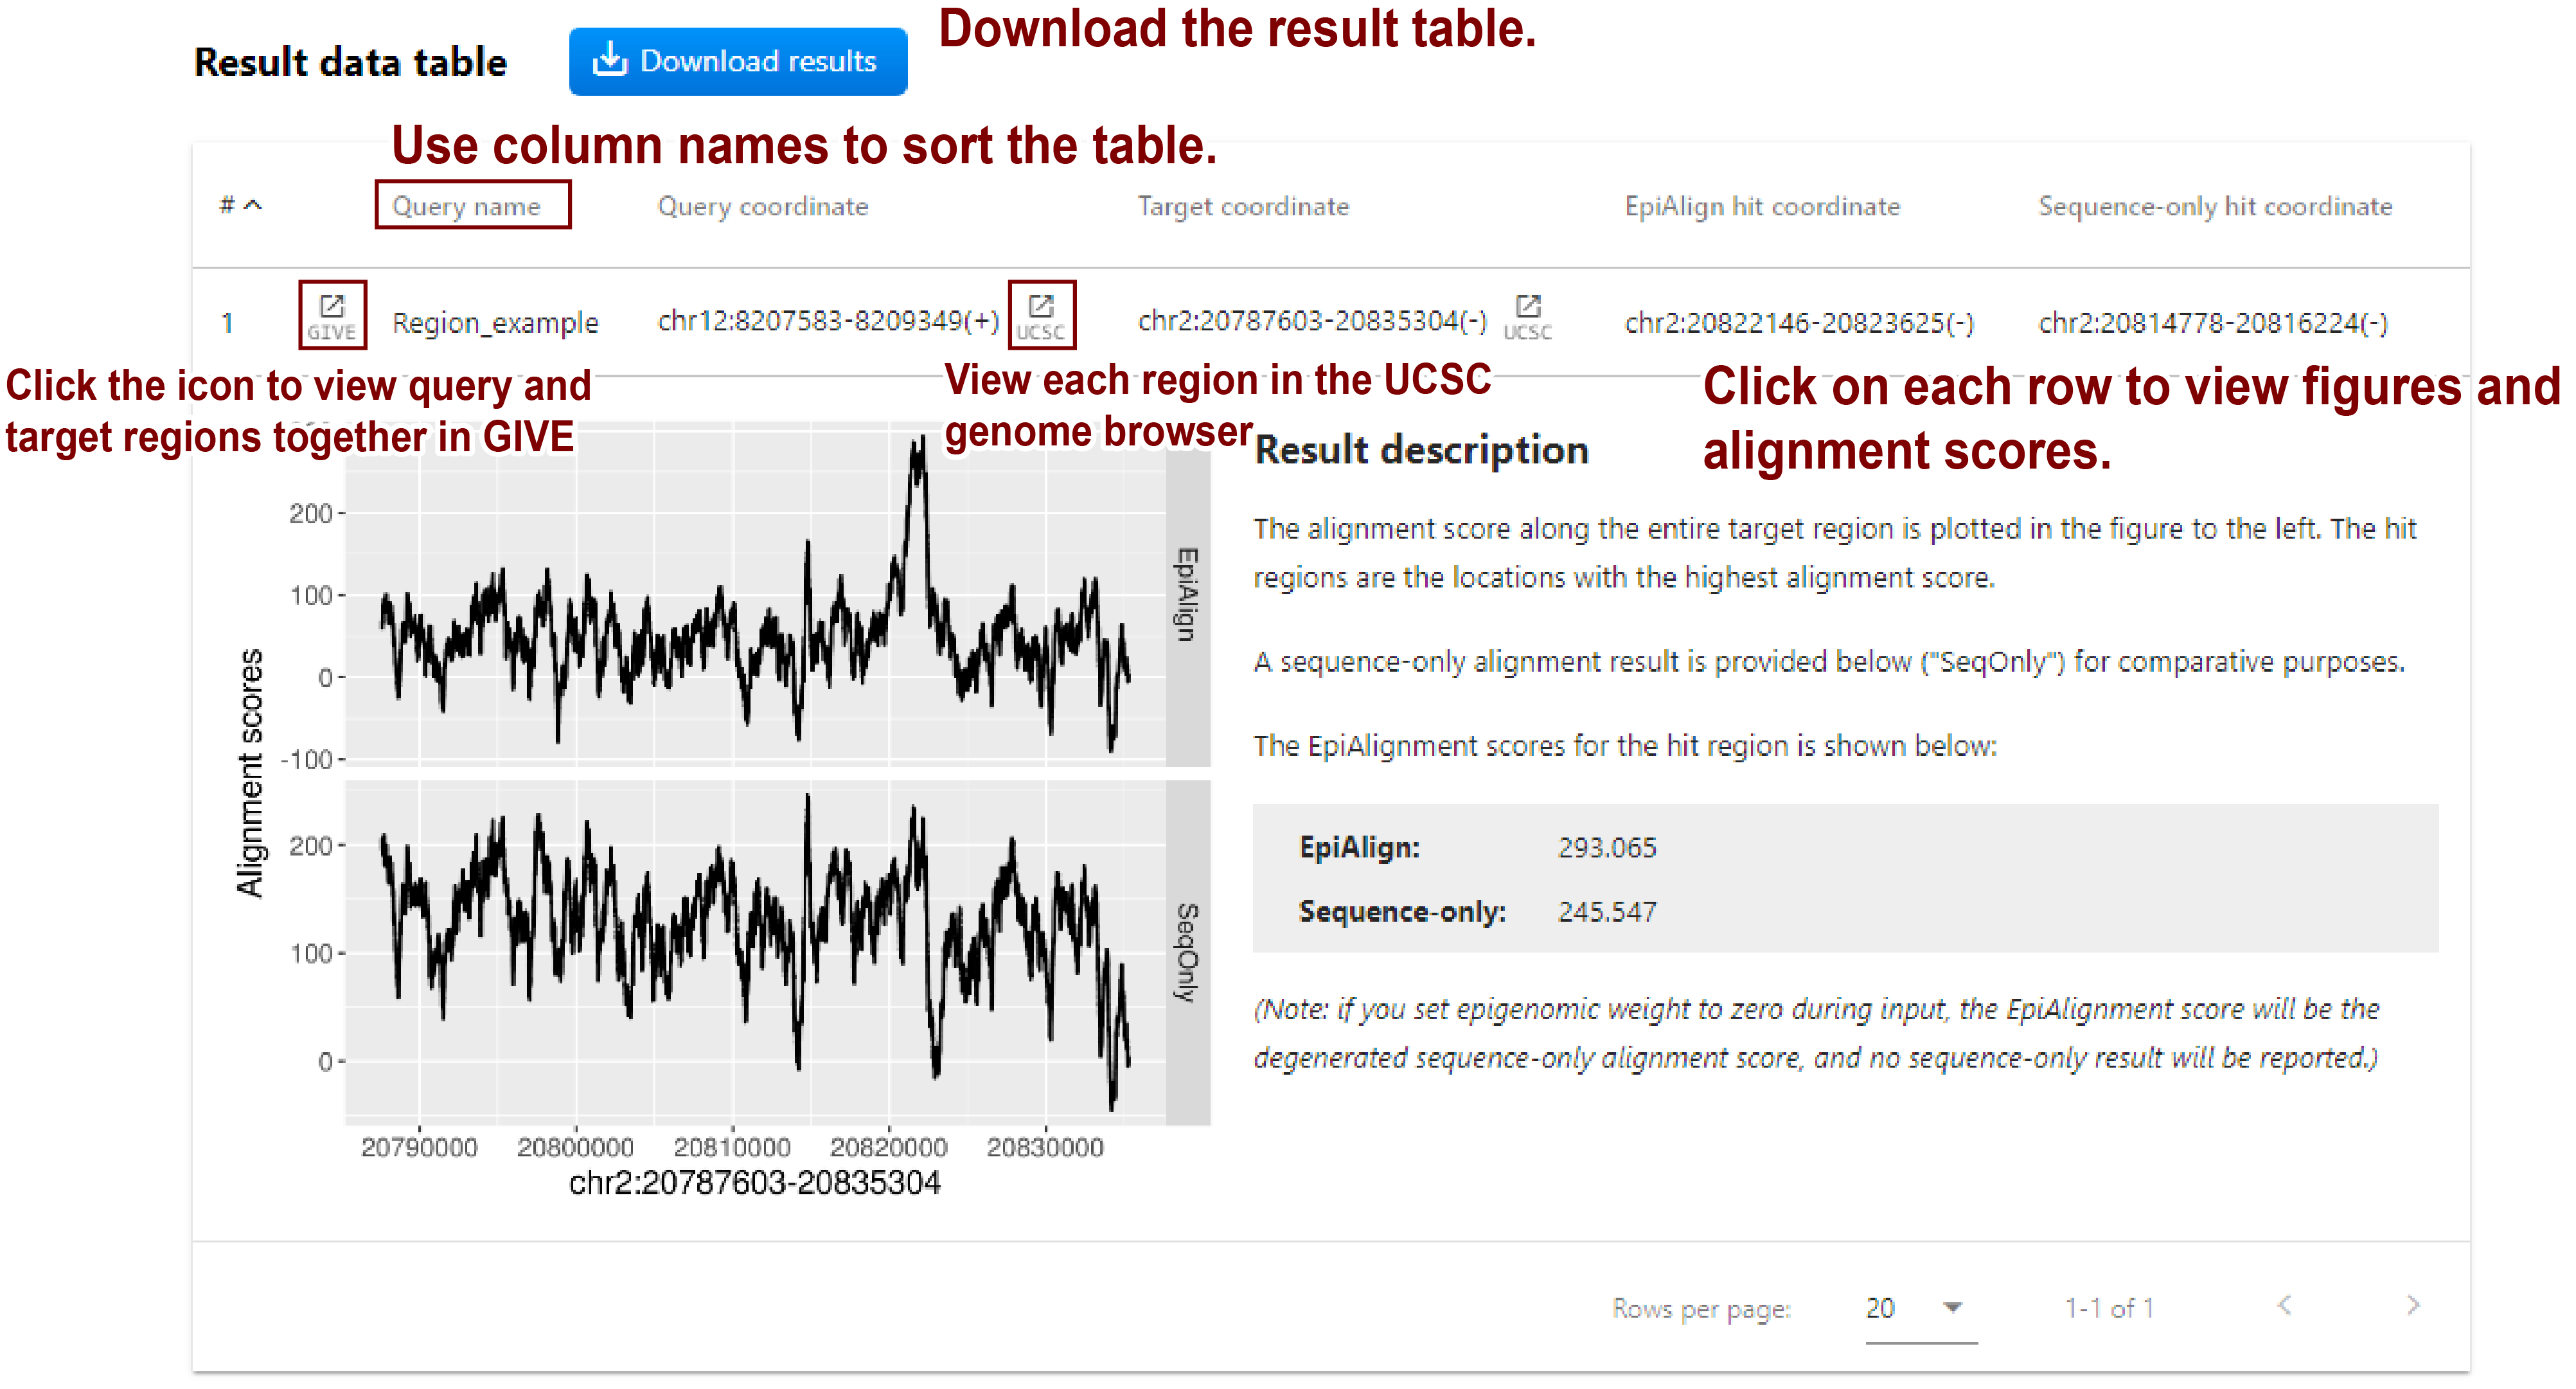 Download the result table.
Result data table
Download results
Use column names to sort the table.
# Query name Query coordinate Target coordinate EpiAlign hit coordinate Sequence-only hit coordinate
1 GIVE Region_example chr12:8207583-8209349(+) UCSC chr2:20787603-20835304(-) UCSC chr2:20822146-20823625(-) chr2:20814778-20816224(-)
Click the icon to view query and
target regions together in GIVE
View each region in the UCSC
genome browser
Click on each row to view figures and
alignment scores.
Alignment scores
200
100
0
-100
EpiAlign
200
100
0
SeqOnly
20790000 20800000 20810000 20820000 20830000
chr2:20787603-20835304
Result description
The alignment score along the entire target region is plotted in the figure to the left. The hit
regions are the locations with the highest alignment score.
A sequence-only alignment result is provided below ("SeqOnly") for comparative purposes.
The EpiAlignment scores for the hit region is shown below:
EpiAlign: 293.065
Sequence-only: 245.547
(Note: if you set epigenomic weight to zero during input, the EpiAlignment score will be the
degenerated sequence-only alignment score, and no sequence-only result will be reported.)
Rows per page: 20 1-1 of 1